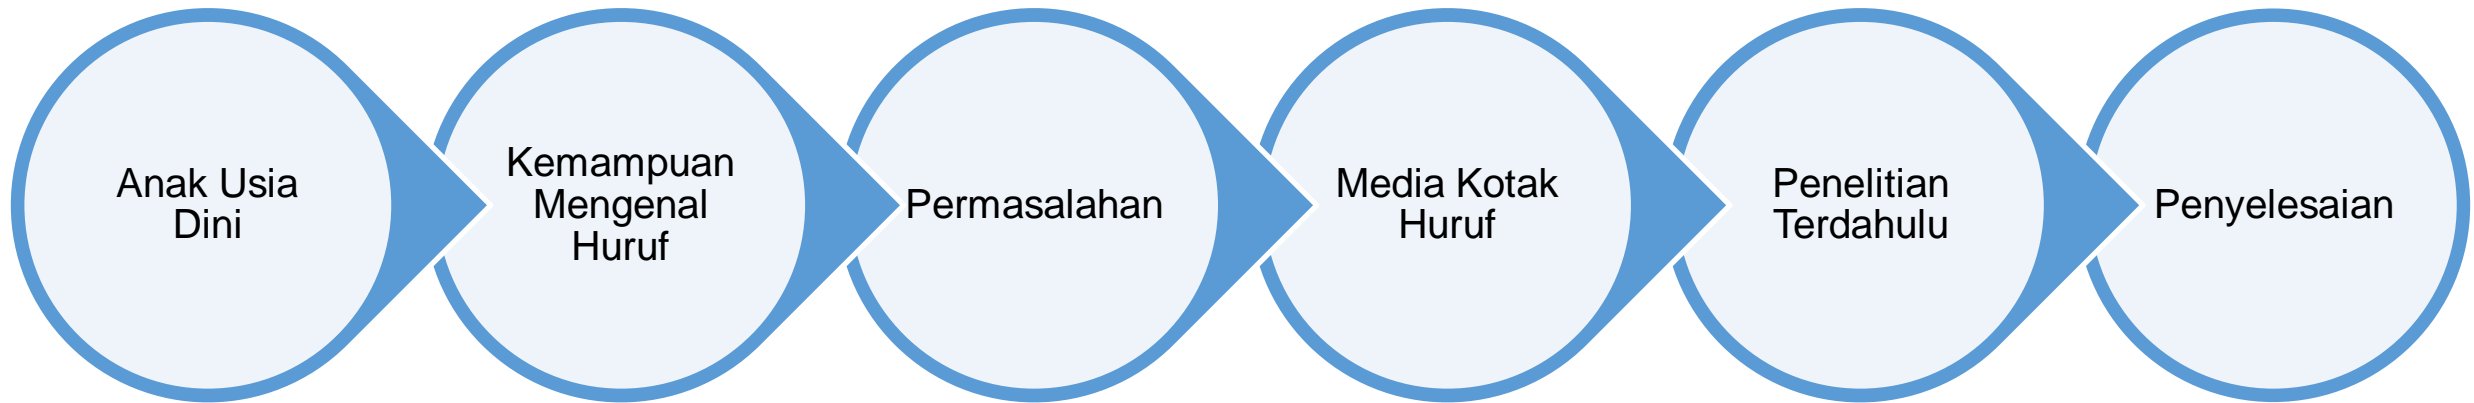 Anak Usia
Dini
Kemampuan
Mengenal
Huruf
Permasalahan
Media Kotak
Huruf
Penelitian
Terdahulu
Penyelesaian